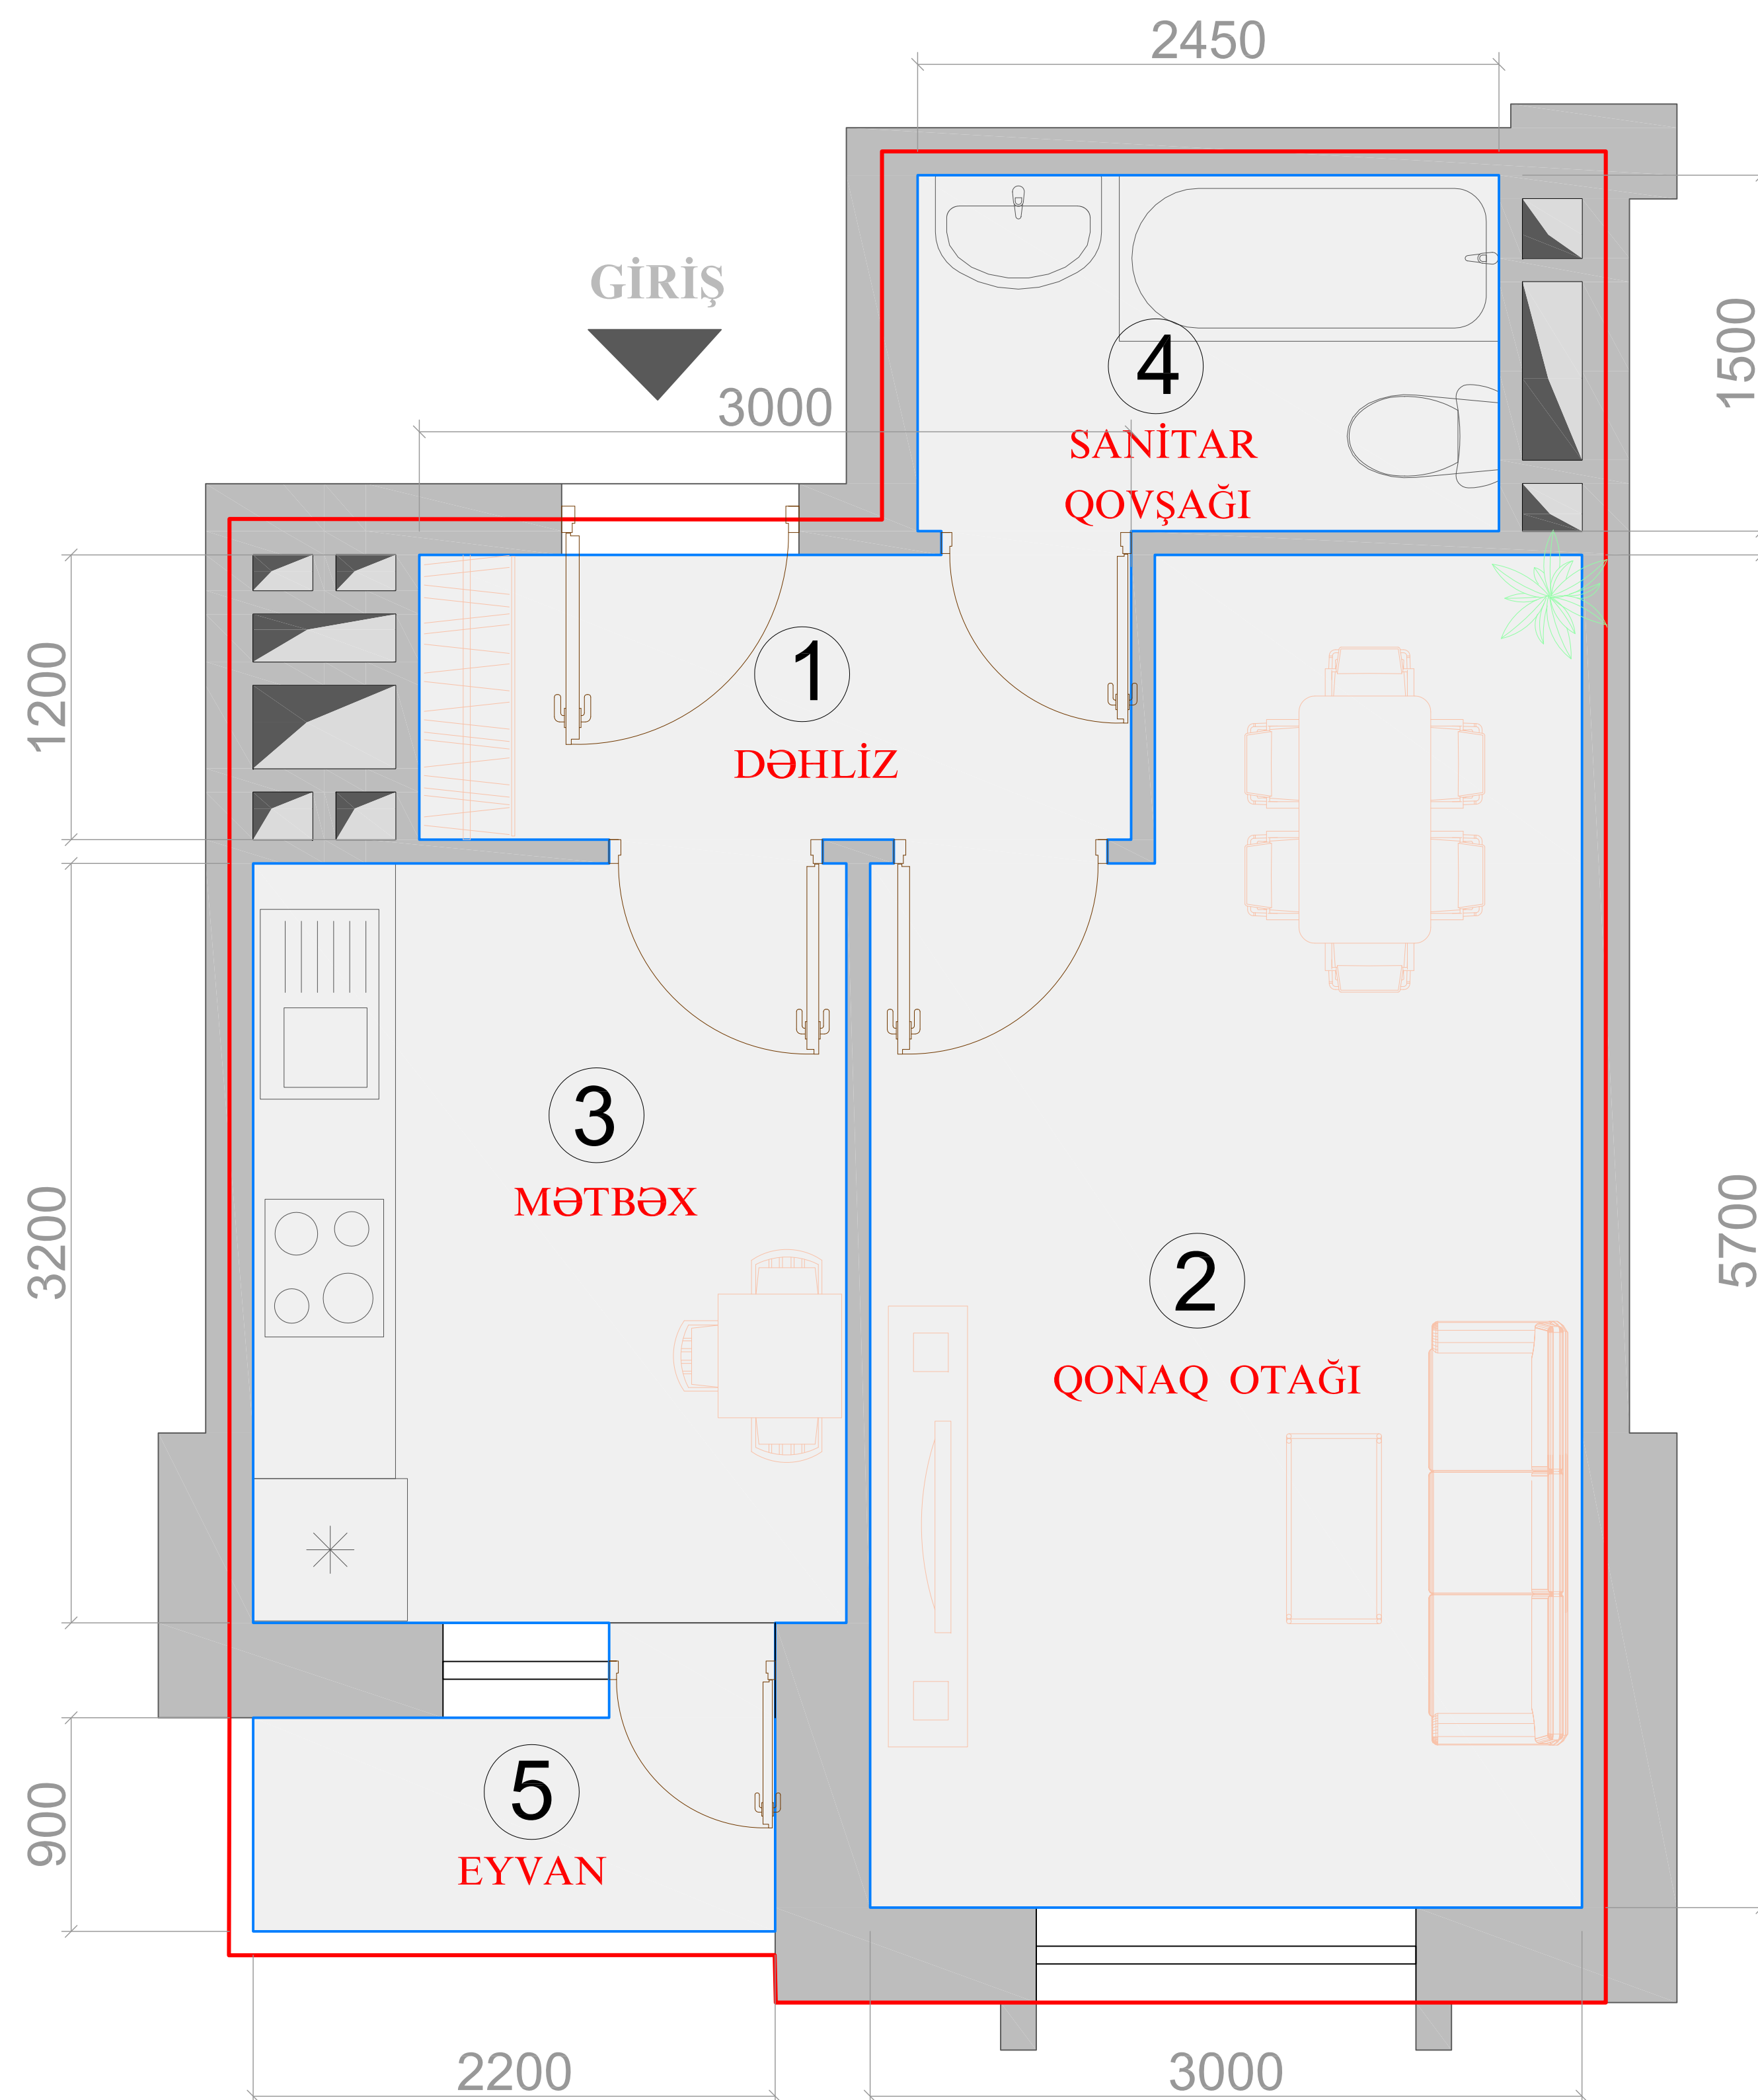 2450
GİRİŞ
3000
1500
4
SANİTAR
QOVŞAĞI
1200
1
DƏHLİZ
3200
3
MƏTBƏX
5700
2
QONAQ OTAĞI
900
5
EYVAN
2200
3000